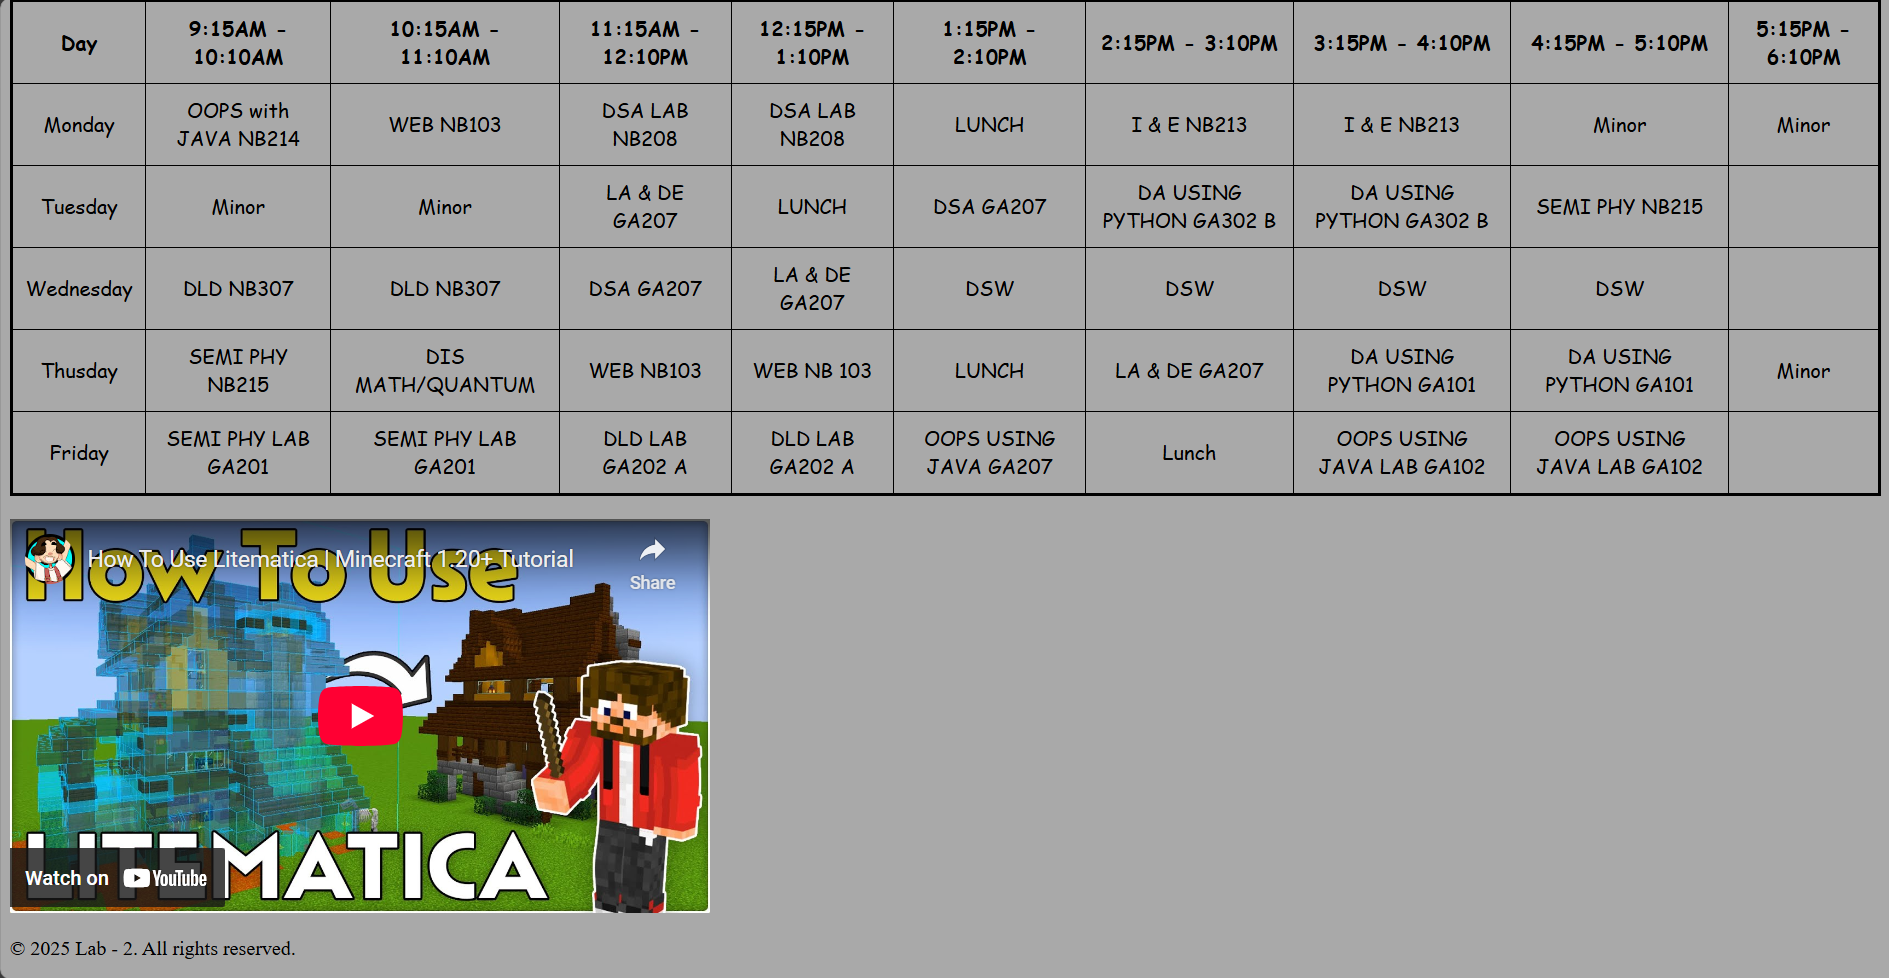 Day
9:15AM -
10:10AM
10:15AM -
11:10AM
11:15AM -
12:10PM
12:15PM -
1:10PM
1:15PM -
2:10PM
2:15PM - 3:10PM
3:15PM - 4:10PM
4:15PM - 5:10PM
5:15PM -
6:10PM
Monday
OOPS with
JAVA NB214
WEB NB103
DSA LAB
NB208
DSA LAB
NB208
LUNCH
I & E NB213
I & E NB213
Minor
Minor
Tuesday
Minor
Minor
LA & DE
GA207
LUNCH
DSA GA207
DA USING
PYTHON GA302 B
DA USING
PYTHON GA302 B
SEMI PHY NB215
Wednesday
DLD NB307
DLD NB307
DSA GA207
LA & DE
GA207
DSW
DSW
DSW
DSW
Thusday
SEMI PHY
NB215
DIS
MATH/QUANTUM
WEB NB103
WEB NB 103
LUNCH
LA & DE GA207
DA USING
PYTHON GA101
DA USING
PYTHON GA101
Minor
Friday
SEMI PHY LAB
GA201
SEMI PHY LAB
GA201
DLD LAB
GA202 A
DLD LAB
GA202 A
OOPS USING
JAVA GA207
Lunch
OOPS USING
JAVA LAB GA102
OOPS USING
JAVA LAB GA102
How To Use
How To Use Litematica | Minecraft 1.20+ Tutorial
Share
LITEMATICA
Watch on YouTube
© 2025 Lab - 2. All rights reserved.